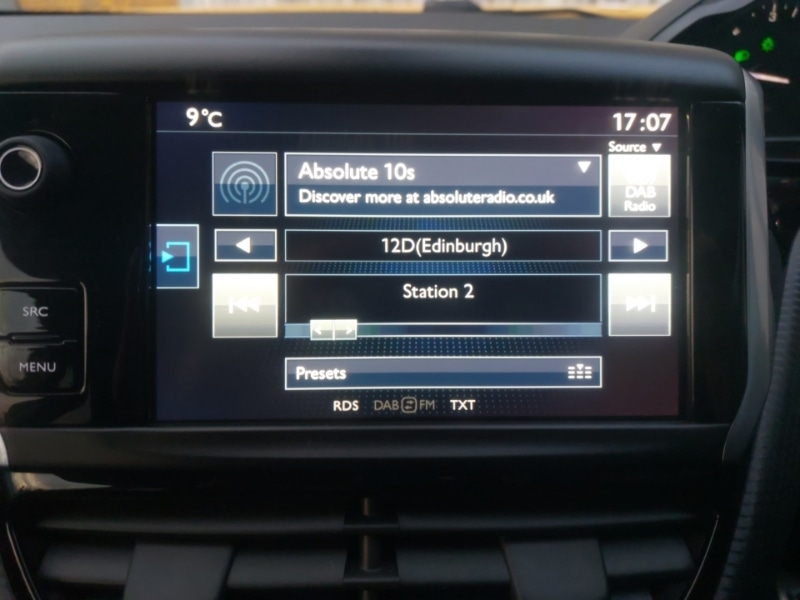 9°C
17:07
Source ▼
Absolute 10s
Discover more at absoluteradio.co.uk
DAB
Radio
12D(Edinburgh)
Station 2
SRC
MENU
Presets
RDS DAB FM TXT